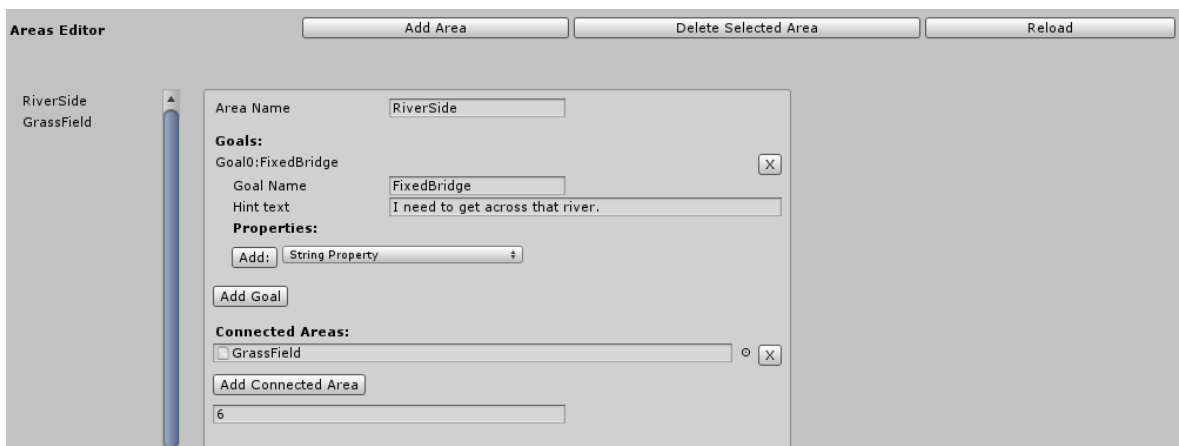 Areas Editor
Add Area
Delete Selected Area
Reload
RiverSide
GrassField
Area Name
RiverSide
Goals:
Goal0:FixedBridge
X
Goal Name
FixedBridge
Hint text
I need to get across that river.
Properties:
Add:
String Property
Add Goal
Connected Areas:
GrassField
X
Add Connected Area
6